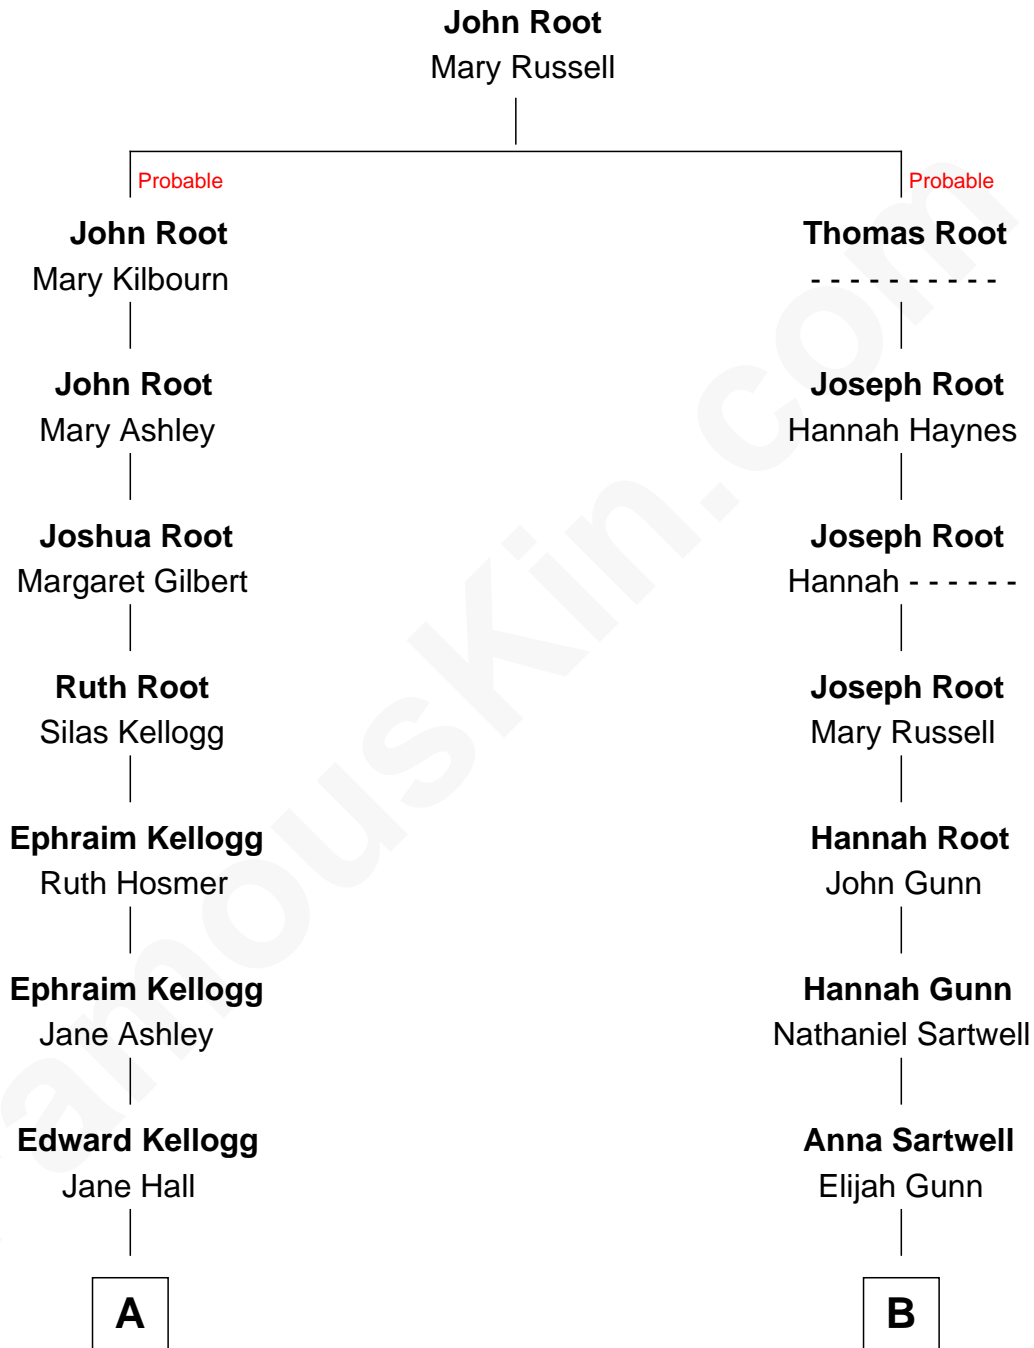 John Root
Mary Russell
Probable
Probable
John Root
Thomas Root
Mary Kilbourn
- - - - - - - - - -
John Root
Joseph Root
Mary Ashley
Hannah Haynes
Joshua Root
Joseph Root
Margaret Gilbert
Hannah - - - - - -
Ruth Root
Joseph Root
Silas Kellogg
Mary Russell
Ephraim Kellogg
Hannah Root
Ruth Hosmer
John Gunn
Ephraim Kellogg
Hannah Gunn
Jane Ashley
Nathaniel Sartwell
Edward Kellogg
Anna Sartwell
Jane Hall
Elijah Gunn
A
B
amouskin.com